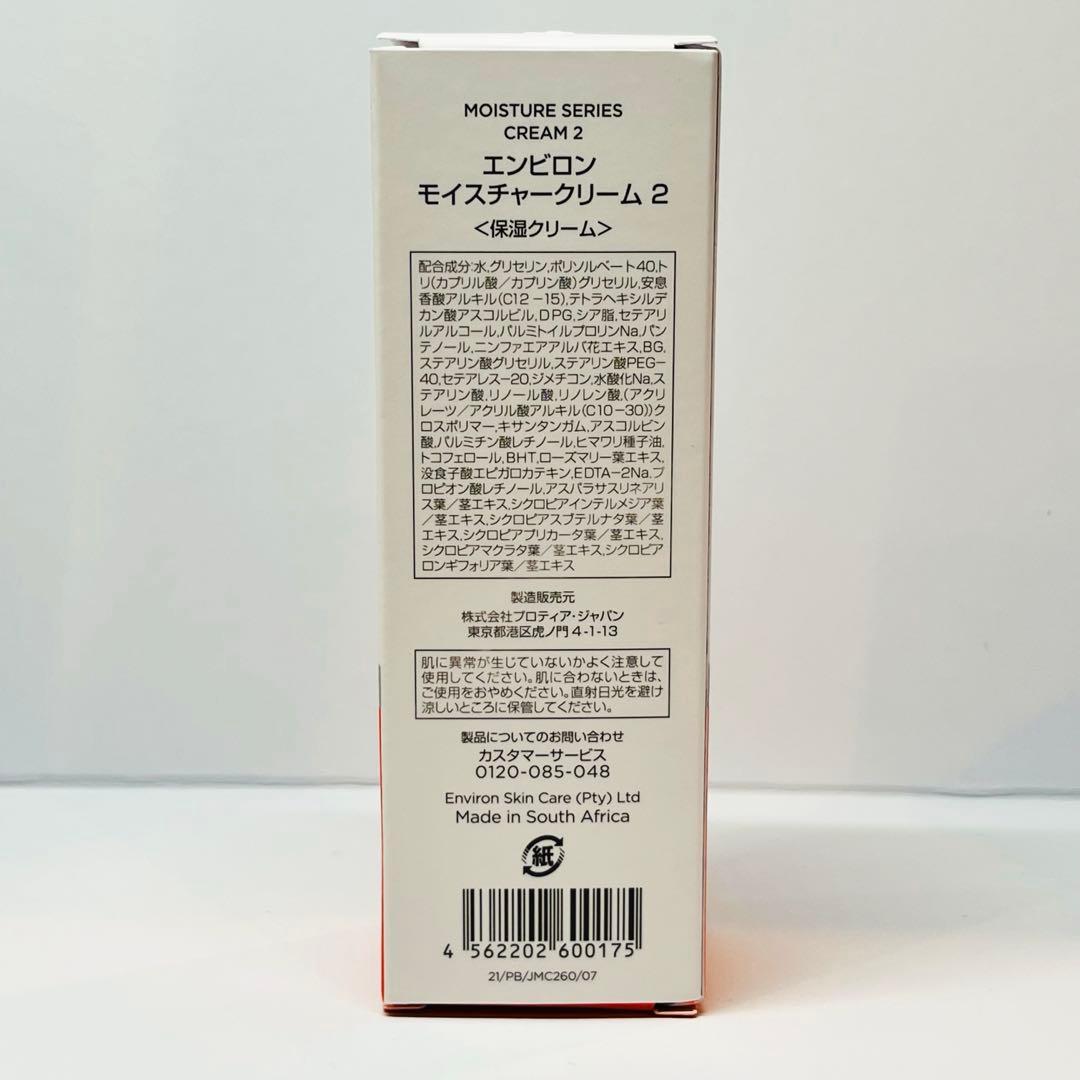 MOISTURE SERIES
CREAM 2
エンビロン
モイスチャークリーム 2
<保湿クリーム>
配合成分:水,グリセリン,ポリソルベート40,ト
リ(カプリル酸/カプリン酸)グリセリル,安息
香酸アルキル(C12-15),テトラヘキシルデ
カン酸アスコルビル,DPG,シア脂,セテアリ
ルアルコール,パルミトイルプロリンNa,パン
テノール,ニンファエアアルバ花エキス,BG,
ステアリン酸グリセリル,ステアリン酸PEG-
40,セテアレス-20,ジメチコン,水酸化Na,ス
テアリン酸,リノール酸,リノレン酸,(アクリ
レーツ/アクリル酸アルキル(C10-30))ク
ロスポリマー,キサンタンガム,アスコルビン
酸,パルミチン酸レチノール,ヒマワリ種子油,
トコフェロール,BHT,ローズマリー葉エキス,
没食子酸エピガロカテキン,EDTA-2Na,プ
ロピオン酸レチノール,アスパラサスリネアリ
ス葉/茎エキス,シクロピアインテルメジア葉
/茎エキス,シクロピアスブテルナタ葉/茎
エキス,シクロピアプリカータ葉/茎エキス,
シクロピアマクラタ葉/茎エキス,シクロピア
ロンギフォリア葉/茎エキス
製造販売元
株式会社プロティア・ジャパン
東京都港区虎ノ門4-1-13
肌に異常が生じていないかよく注意して
使用してください。肌に合わないときは、
ご使用をおやめください。直射日光を避け
涼しいところに保管してください。
製品についてのお問い合わせ
カスタマーサービス
0120-085-048
Environ Skin Care (Pty) Ltd
Made in South Africa
紙
4 562202 600175
21/PB/JMC260/07